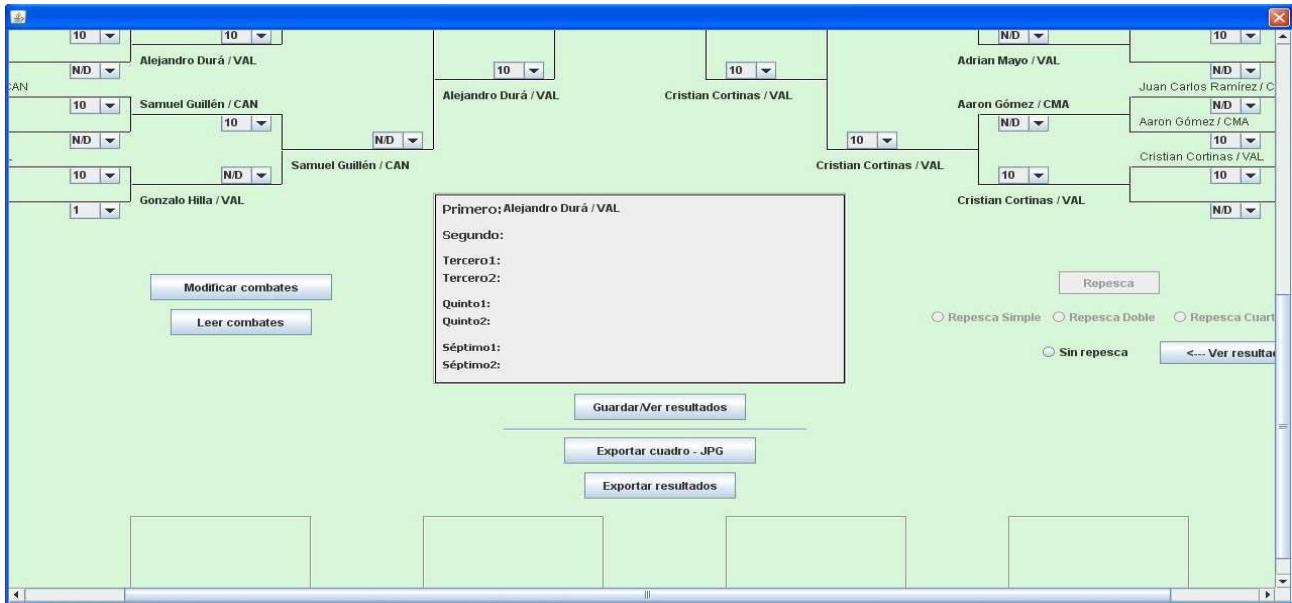 10 10 N/D 10
Alejandro Durá / VAL Adrian Mayo / VAL
N/D 10 10 N/D
CAN Juan Carlos Ramírez / C
Alejandro Durá / VAL Cristian Cortinas / VAL
10 Samuel Guillén / CAN Aaron Gómez / CMA N/D
10 N/D Aaron Gómez / CMA
N/D N/D 10 10
Cristian Cortinas / VAL
Samuel Guillén / CAN Cristian Cortinas / VAL
10 N/D 10 10
Gonzalo Hilla / VAL Cristian Cortinas / VAL
1 N/D
Primero: Alejandro Durá / VAL
Segundo:
Tercero1:
Tercero2:
Quinto1:
Quinto2:
Séptimo1:
Séptimo2:
Modificar combates
Leer combates
Repesca
Repesca Simple Repesca Doble Repesca Cuart
Sin repesca <--- Ver resulta
Guardar/Ver resultados
Exportar cuadro - JPG
Exportar resultados